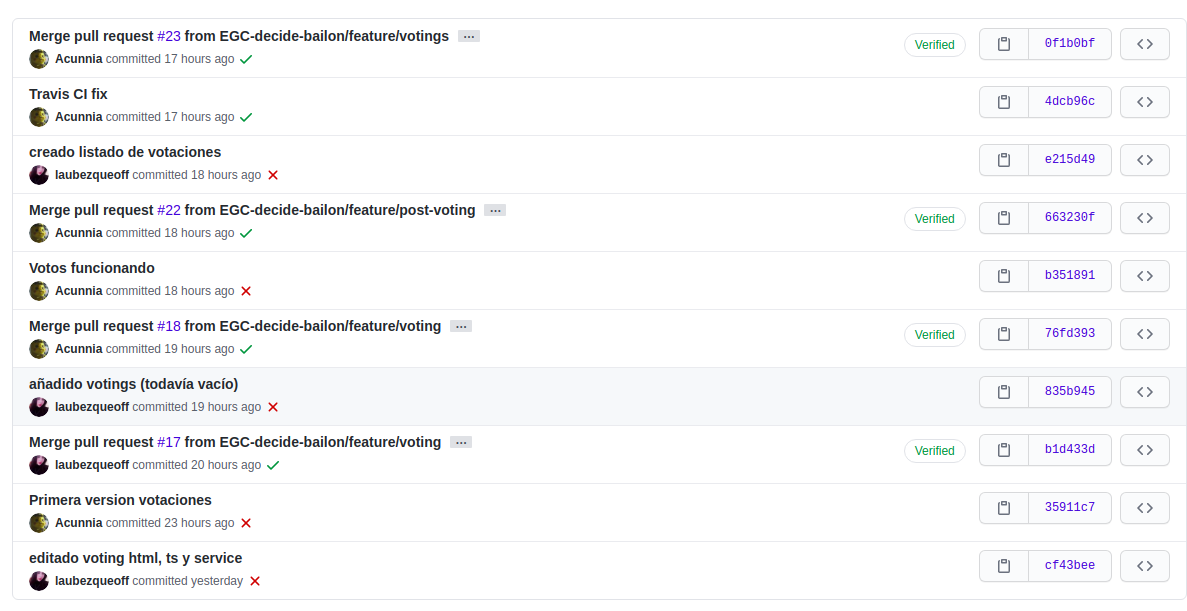 Merge pull request #23 from EGC-decide-bailon/feature/votings ...
Acunnia committed 17 hours ago
Verified
0f1b0bf
Travis CI fix
Acunnia committed 17 hours ago
4dcb96c
creado listado de votaciones
laubezqueoff committed 18 hours ago
e215d49
Merge pull request #22 from EGC-decide-bailon/feature/post-voting ...
Acunnia committed 18 hours ago
Verified
663230f
Votos funcionando
Acunnia committed 18 hours ago
b351891
Merge pull request #18 from EGC-decide-bailon/feature/voting ...
Acunnia committed 19 hours ago
Verified
76fd393
añadido votings (todavía vacío)
laubezqueoff committed 19 hours ago
835b945
Merge pull request #17 from EGC-decide-bailon/feature/voting ...
laubezqueoff committed 20 hours ago
Verified
b1d433d
Primera version votaciones
Acunnia committed 23 hours ago
35911c7
editado voting html, ts y service
laubezqueoff committed yesterday
cf43bee